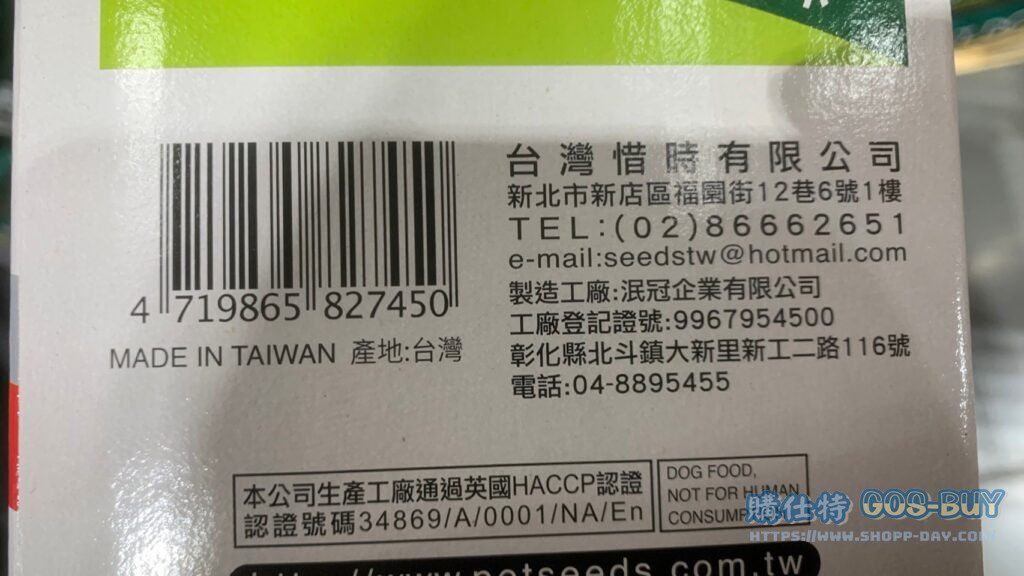 台灣惜時有限公司
新北市新店區福園街12巷6號1樓
TEL:(02)86662651
e-mail:seedstw@hotmail.com
製造工廠:泯冠企業有限公司
工廠登記證號:9967954500
彰化縣北斗鎮大新里新工二路116號
電話:04-8895455
4 719865 827450
MADE IN TAIWAN 產地:台灣
本公司生產工廠通過英國HACCP認證
認證號碼34869/A/0001/NA/En
DOG FOOD,
NOT FOR HUMAN
購仕特 GOS-BUY
HTTPS://WWW.SHOPP-DAY.COM
http://www.petseeds.com.tw